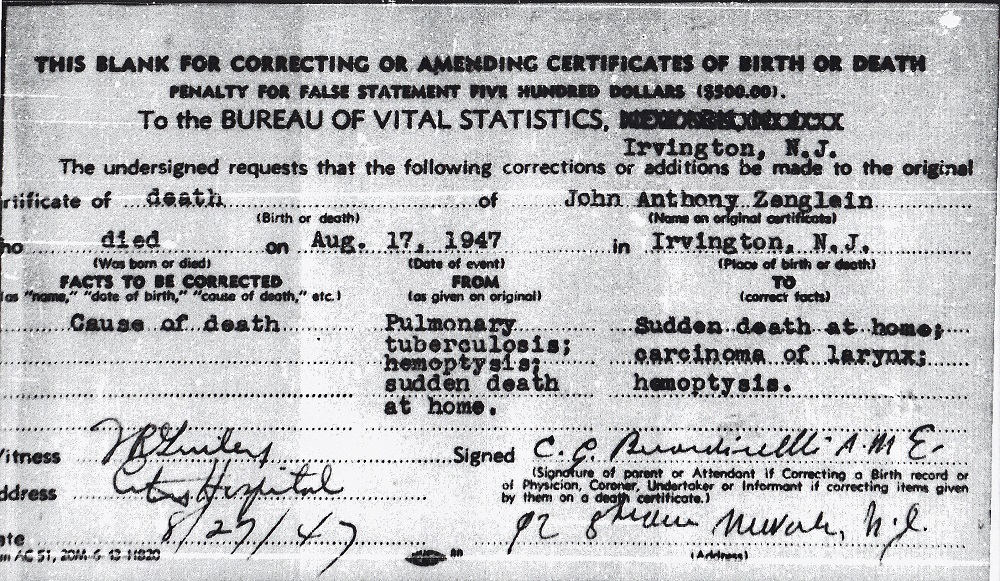 THIS BLANK FOR CORRECTING OR AMENDING CERTIFICATES OF BIRTH OR DEATH
PENALTY FOR FALSE STATEMENT FIVE HUNDRED DOLLARS ($500.00).
To the BUREAU OF VITAL STATISTICS,
Irvington, N.J.
The undersigned requests that the following corrections or additions be made to the original
rtificate of death of John Anthony Zenglein
(Birth or death) (Name on original certificate)
ho died on Aug. 17, 1947 in Irvington, N.J.
(Was born or died) (Date of event) (Place of birth or death)
FACTS TO BE CORRECTED FROM TO
(as "name," "date of birth," "cause of death," etc.) (as given on original) (correct facts)
Cause of death Pulmonary Sudden death at home;
tuberculosis; carcinoma of larynx;
hemoptysis; hemoptysis.
sudden death
at home.
itness Signed C. E. A.M.E.
(Signature of parent or Attendant if Correcting a Birth record or
of Physician, Coroner, Undertaker or Informant if correcting items given
by them on a death certificate.)
ddress City Hospital
92 Newark, N.J.
ate 8/27/47
(Address)